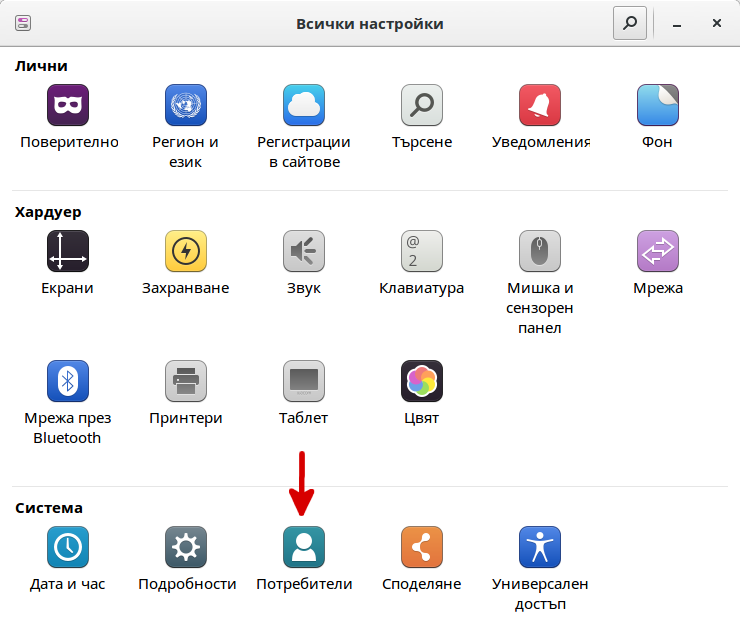 Всички настройки
Лични
Поверително
Регион и език
Регистрации в сайтове
Търсене
Уведомления
Фон
Хардуер
Екрани
Захранване
Звук
@
2
Клавиатура
Мишка и сензорен панел
Мрежа
Мрежа през Bluetooth
Принтери
Таблет
Цвят
Система
Дата и час
Подробности
Потребители
Споделяне
Универсален достъп